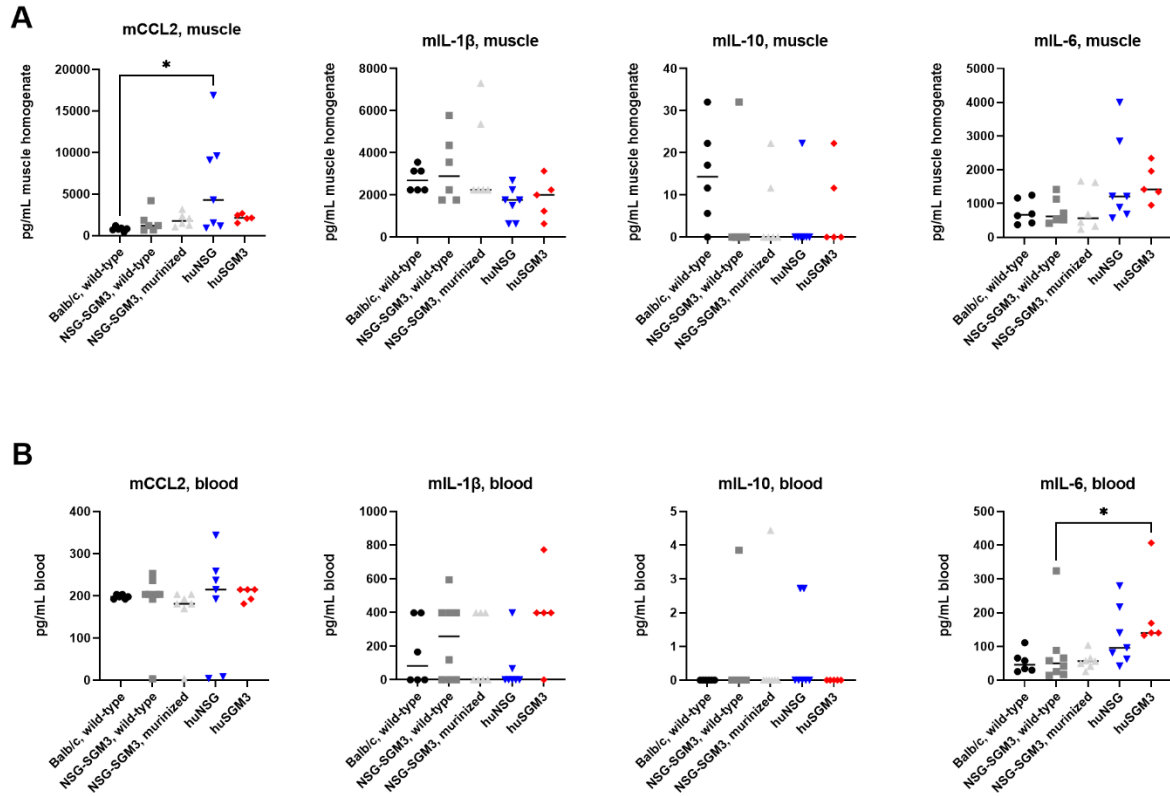 A
mCCL2, muscle
pg/mL muscle homogenate
20000
15000
10000
5000
0
*
Balb/c, wild-type
NSG-SGM3, wild-type
NSG-SGM3, murinized
huNSG
huSGM3
mIL-1β, muscle
pg/mL muscle homogenate
8000
6000
4000
2000
0
Balb/c, wild-type
NSG-SGM3, wild-type
NSG-SGM3, murinized
huNSG
huSGM3
mIL-10, muscle
pg/mL muscle homogenate
40
30
20
10
0
Balb/c, wild-type
NSG-SGM3, wild-type
NSG-SGM3, murinized
huNSG
huSGM3
mIL-6, muscle
pg/mL muscle homogenate
5000
4000
3000
2000
1000
0
Balb/c, wild-type
NSG-SGM3, wild-type
NSG-SGM3, murinized
huNSG
huSGM3
B
mCCL2, blood
pg/mL blood
400
300
200
100
0
Balb/c, wild-type
NSG-SGM3, wild-type
NSG-SGM3, murinized
huNSG
huSGM3
mIL-1β, blood
pg/mL blood
1000
800
600
400
200
0
Balb/c, wild-type
NSG-SGM3, wild-type
NSG-SGM3, murinized
huNSG
huSGM3
mIL-10, blood
pg/mL blood
5
4
3
2
1
0
Balb/c, wild-type
NSG-SGM3, wild-type
NSG-SGM3, murinized
huNSG
huSGM3
mIL-6, blood
pg/mL blood
500
400
300
200
100
0
*
Balb/c, wild-type
NSG-SGM3, wild-type
NSG-SGM3, murinized
huNSG
huSGM3